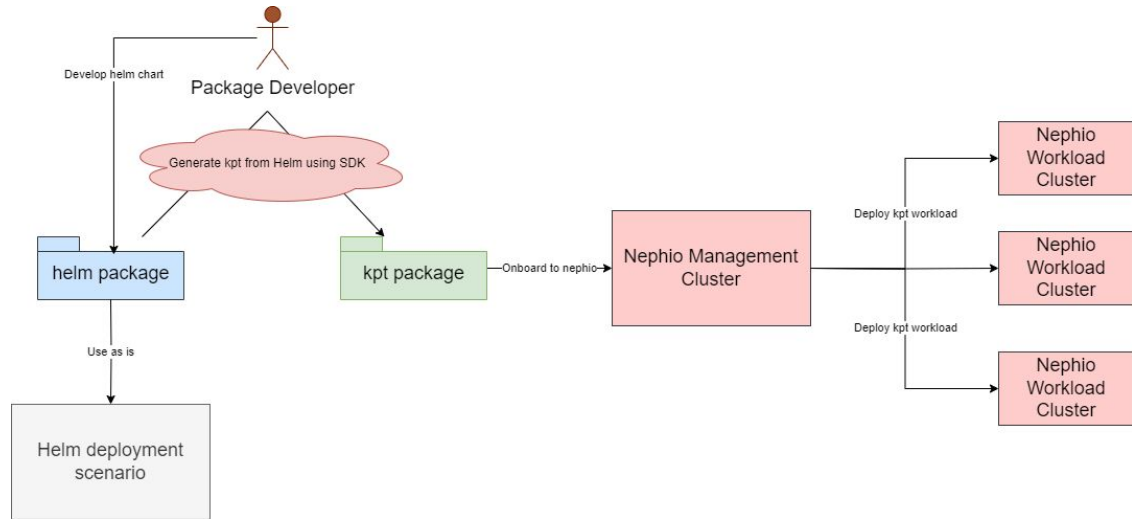 Develop helm chart
Package Developer
Generate kpt from Helm using SDK
helm package
kpt package
Onboard to nephio
Nephio Management
Cluster
Deploy kpt workload
Deploy kpt workload
Nephio
Workload
Cluster
Nephio
Workload
Cluster
Nephio
Workload
Cluster
Use as is
Helm deployment
scenario